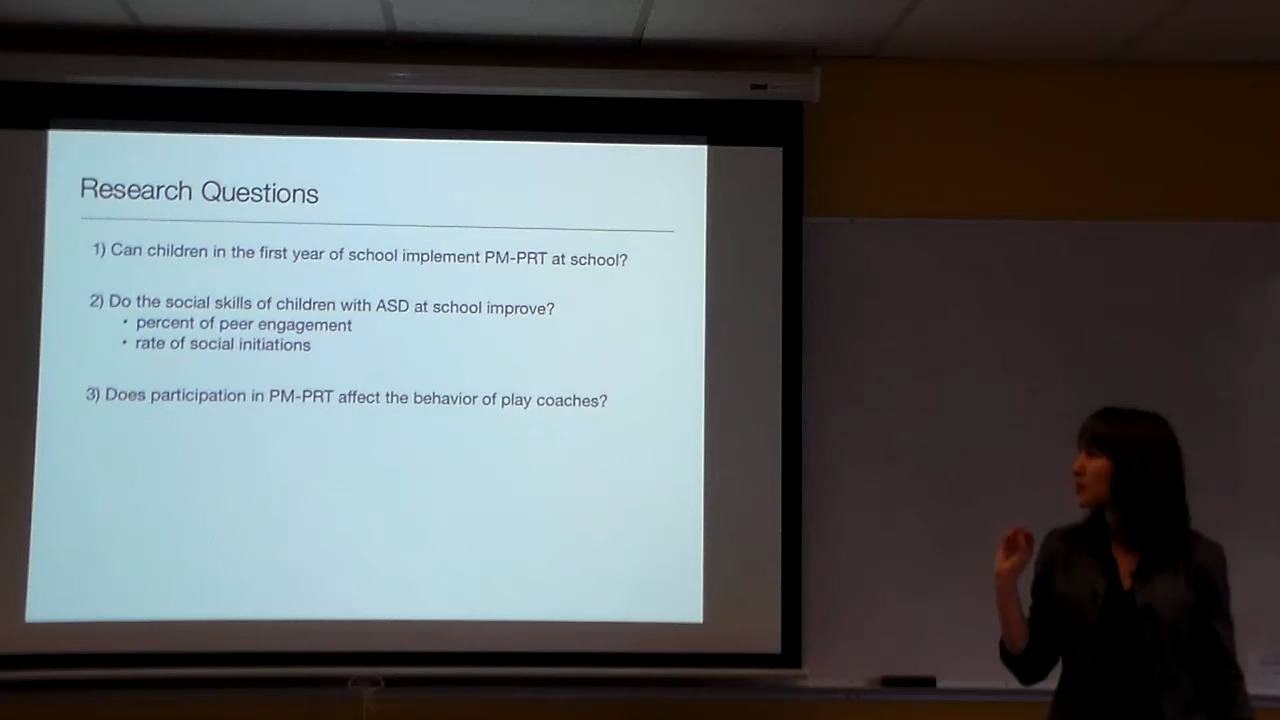 Research Questions
1) Can children in the first year of school implement PM-PRT at school?
2) Do the social skills of children with ASD at school improve?
• percent of peer engagement
• rate of social initiations
3) Does participation in PM-PRT affect the behavior of play coaches?